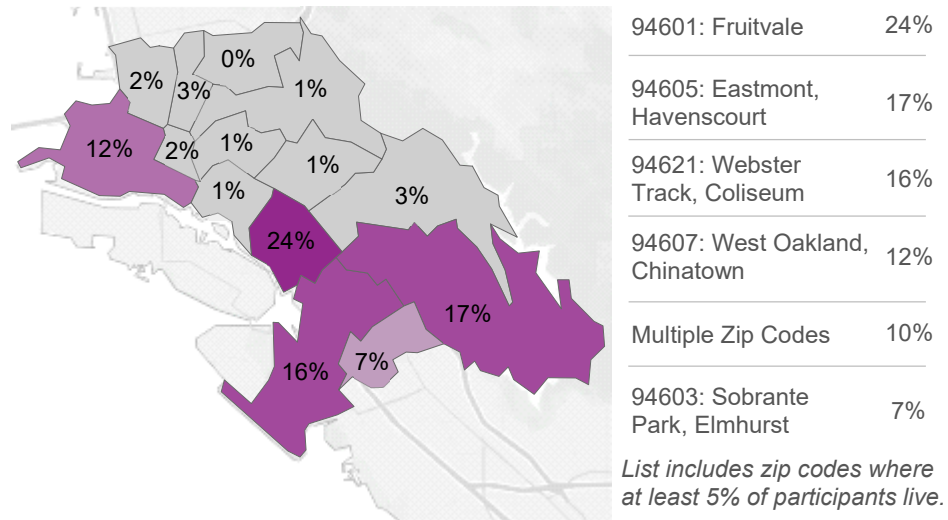 0%
2%
3%
1%
12%
2%
1%
1%
1%
3%
24%
17%
16%
7%
94601: Fruitvale 24%
94605: Eastmont,
Havenscourt 17%
94621: Webster
Track, Coliseum 16%
94607: West Oakland,
Chinatown 12%
Multiple Zip Codes 10%
94603: Sobrante
Park, Elmhurst 7%
List includes zip codes where
at least 5% of participants live.